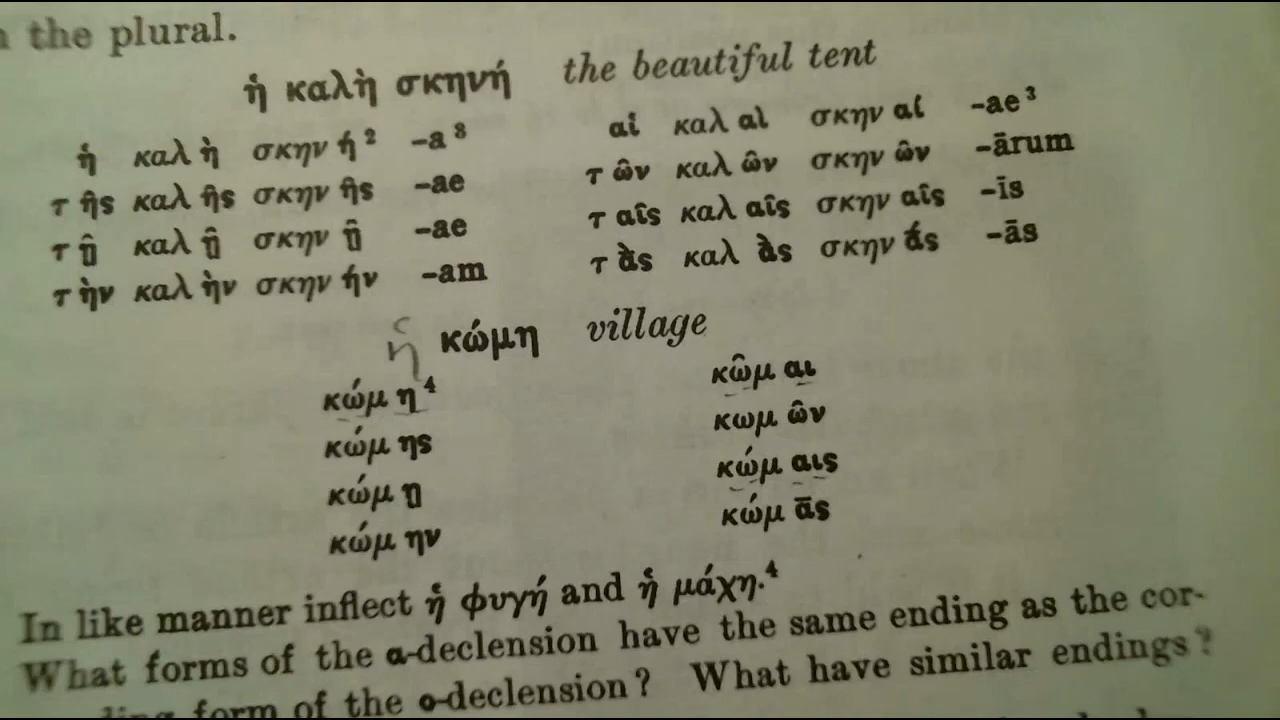 the plural.
ἡ καλὴ σκηνή the beautiful tent
ἡ καλ ὴ σκην ή² -a³ αἱ καλ αὶ σκην αί -ae³
τ ῆς καλ ῆς σκην ῆς -ae τ ῶν καλ ῶν σκην ῶν -ārum
τ ῇ καλ ῇ σκην ῇ -ae τ αῖς καλ αῖς σκην αῖς -īs
τ ὴν καλ ὴν σκην ήν -am τ ὰ̄ς καλ ὰ̄ς σκην ά̄ς -ās
ἡ κώμη village
κώμ η⁴ κῶμ αι
κώμ ης κωμ ῶν
κώμ ῃ κώμ αις
κώμ ην κώμ ᾱς
In like manner inflect ἡ φυγή and ἡ μάχη.⁴
What forms of the α-declension have the same ending as the cor-
form of the ο-declension? What have similar endings?